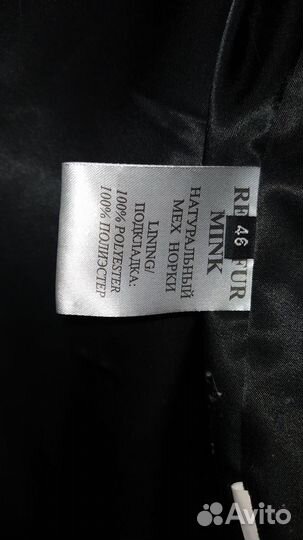 RE FUR
46
MINK
НАТУРАЛЬНЫЙ
МЕХ НОРКИ
LINING/
ПОДКЛАДКА:
100% POLYESTER
100% ПОЛИЭСТЕР
Avito